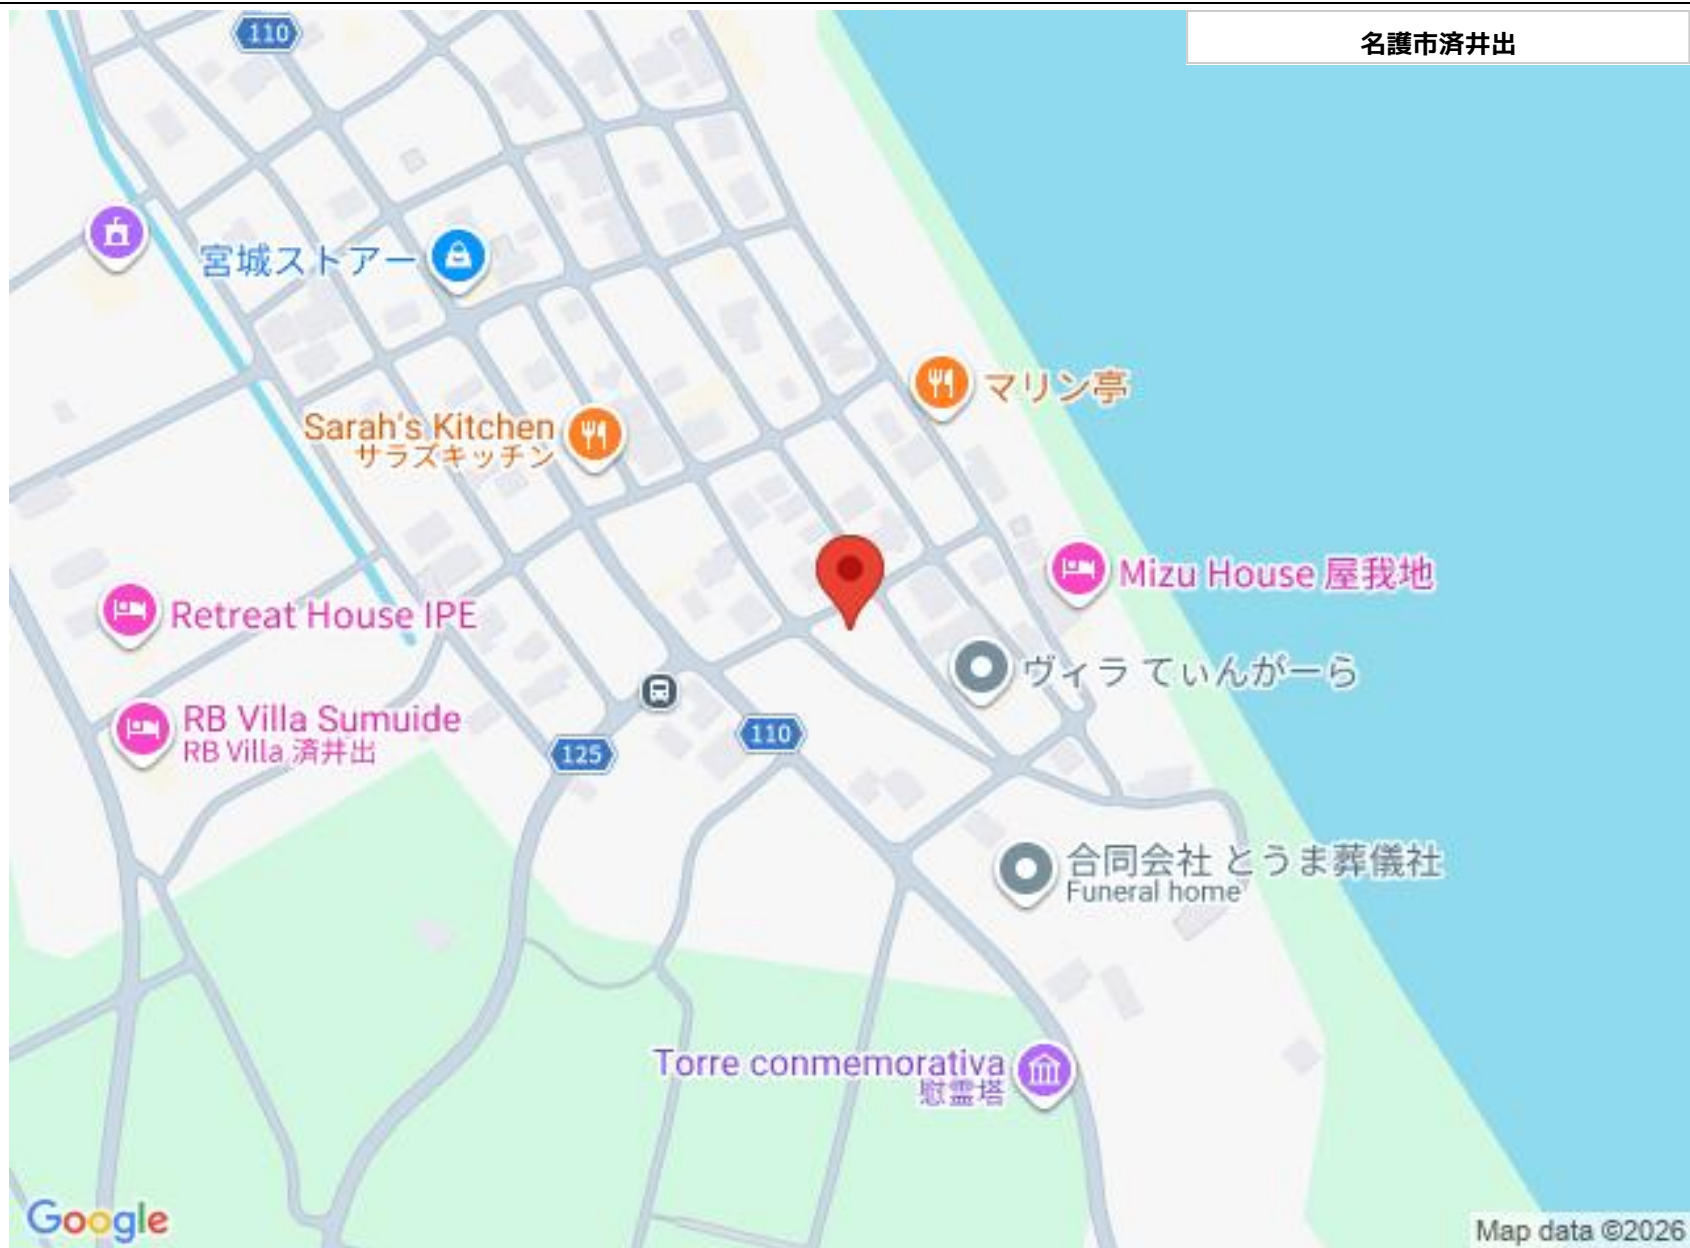 名護市済井出
110
宮城ストアー
マリン亭
Sarah's Kitchen
サラズキッチン
Mizu House 屋我地
Retreat House IPE
ヴィラ てぃんがーら
RB Villa Sumuide
RB Villa 済井出
110
125
合同会社 とうま葬儀社
Funeral home
Torre conmemorativa
慰霊塔
Google
Map data ©2026